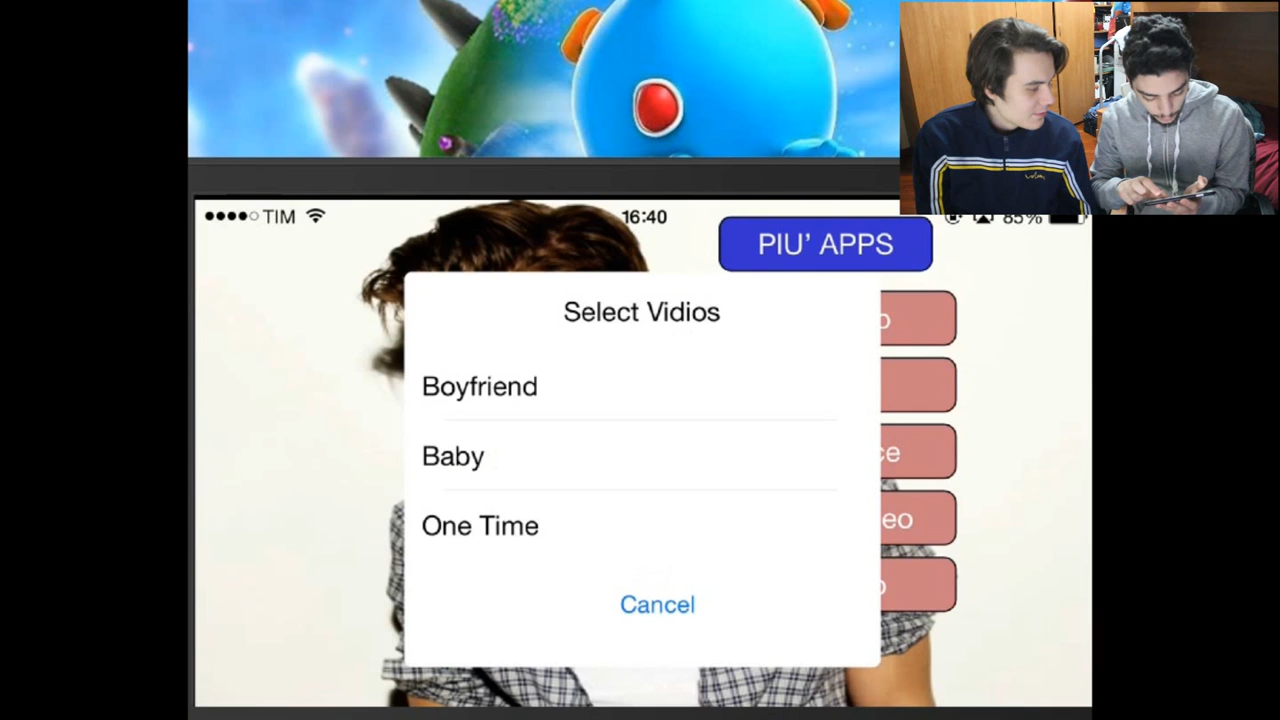 TIM
16:40
85%
PIU' APPS
Select Vidios
Boyfriend
Baby
One Time
Cancel
ce
eo